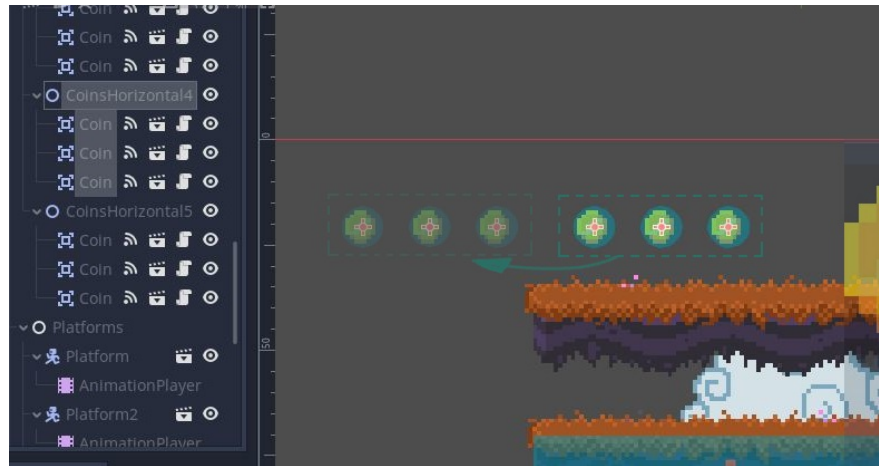 Coin
Coin
Coin
CoinsHorizontal4
Coin
Coin
Coin
CoinsHorizontal5
Coin
Coin
Coin
Platforms
Platform
AnimationPlayer
Platform2
AnimationPlayer
0
50